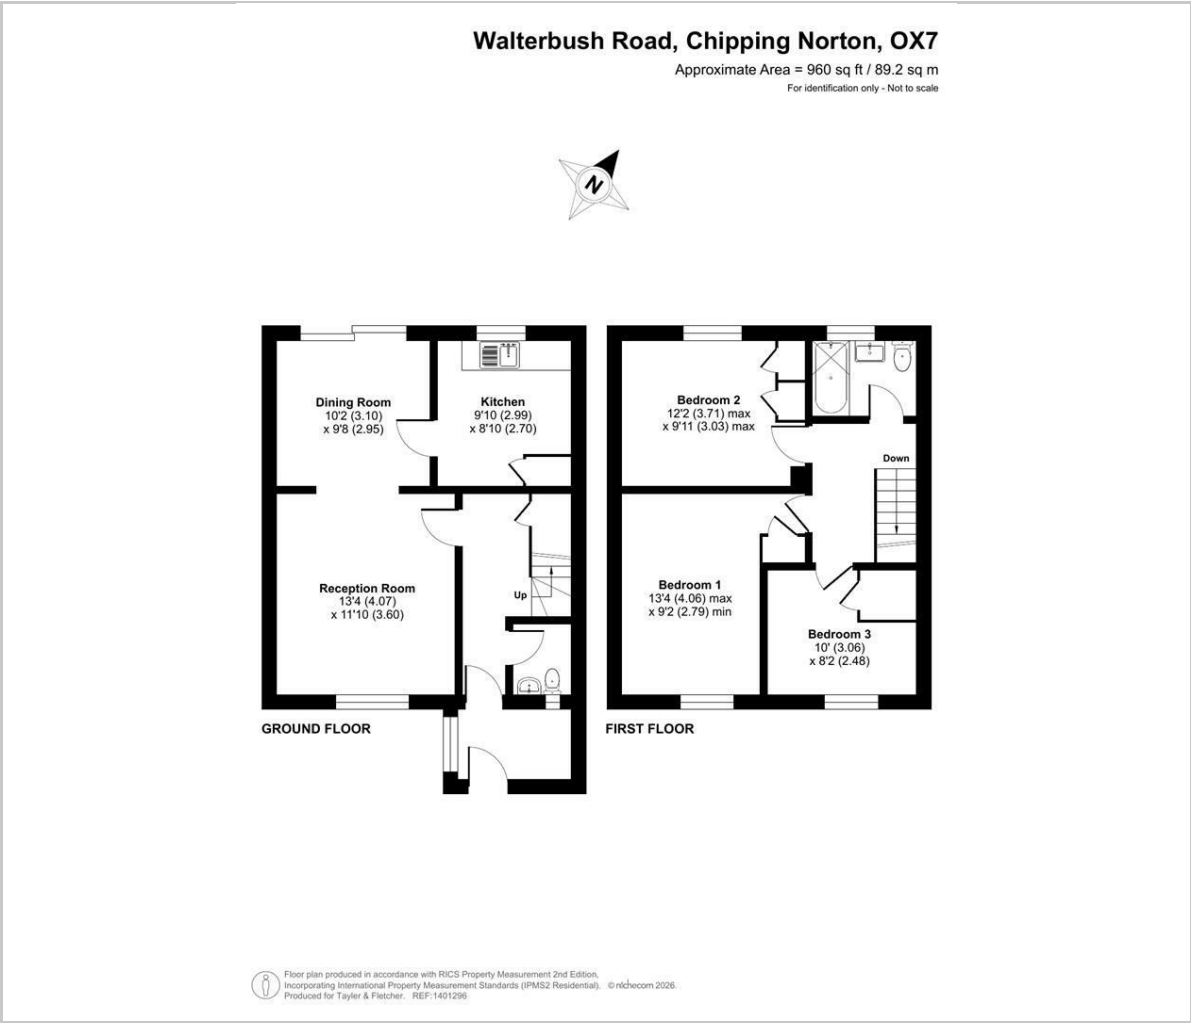 Walterbush Road, Chipping Norton, OX7
Approximate Area = 960 sq ft / 89.2 sq m
For identification only - Not to scale
N
Dining Room
10'2 (3.10)
x 9'8 (2.95)
Kitchen
9'10 (2.99)
x 8'10 (2.70)
Reception Room
13'4 (4.07)
x 11'10 (3.60)
Up
GROUND FLOOR
Bedroom 2
12'2 (3.71) max
x 9'11 (3.03) max
Down
Bedroom 1
13'4 (4.06) max
x 9'2 (2.79) min
Bedroom 3
10' (3.06)
x 8'2 (2.48)
FIRST FLOOR
Floor plan produced in accordance with RICS Property Measurement 2nd Edition,
Incorporating International Property Measurement Standards (IPMS2 Residential). © nichecom 2026.
Produced for Tayler & Fletcher. REF: 1401296